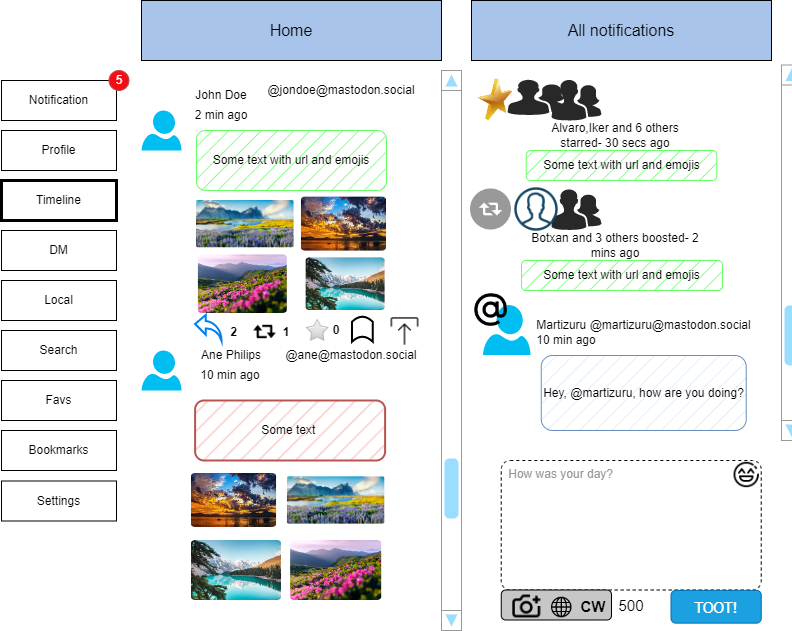 Home
All notifications
5
Notification
Profile
Timeline
DM
Local
Search
Favs
Bookmarks
Settings
John Doe
@jondoe@mastodon.social
2 min ago
Some text with url and emojis
2
1
0
Ane Philips
@ane@mastodon.social
10 min ago
Some text
Alvaro,Iker and 6 others
starred- 30 secs ago
Some text with url and emojis
Botxan and 3 others boosted- 2
mins ago
Some text with url and emojis
@
Martizuru @martizuru@mastodon.social
10 min ago
Hey, @martizuru, how are you doing?
How was your day?
CW
500
TOOT!